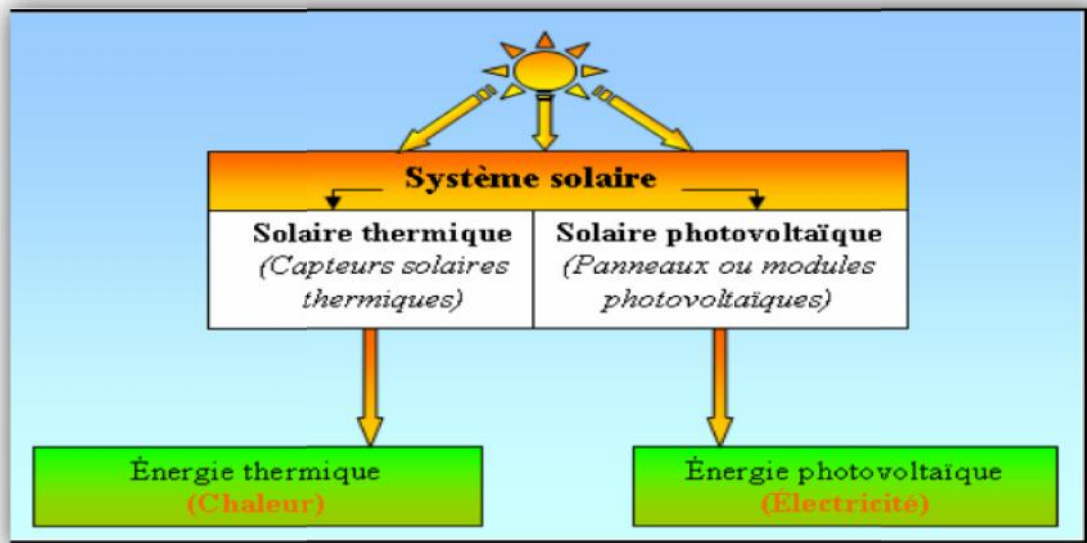 Système solaire
Solaire thermique
(Capteurs solaires
thermiques)
Solaire photovoltaïque
(Panneaux ou modules
photovoltaïques)
Énergie thermique
(Chaleur)
Énergie photovoltaïque
(Électricité)